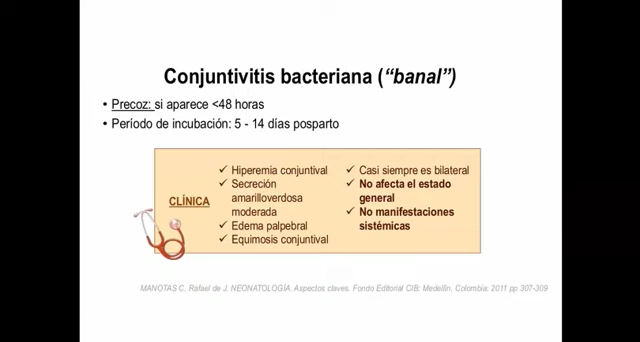 Conjuntivitis bacteriana (“banal”)
• Precoz: si aparece <48 horas
• Período de incubación: 5 - 14 días posparto
CLÍNICA
✓ Hiperemia conjuntival
✓ Secreción
amarilloverdosa
moderada
✓ Edema palpebral
✓ Equimosis conjuntival
✓ Casi siempre es bilateral
✓ No afecta el estado
general
✓ No manifestaciones
sistémicas
MANOTAS C, Rafael de J. NEONATOLOGÍA. Aspectos claves. Fondo Editorial CIB: Medellín, Colombia: 2011 pp 307-309